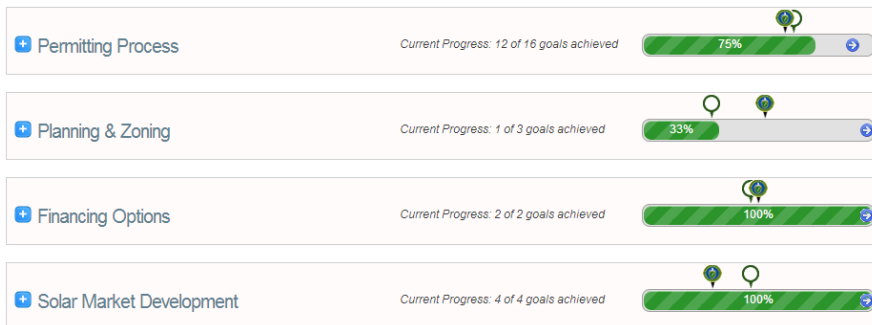 Permitting Process Current Progress: 12 of 16 goals achieved 75%
Planning & Zoning Current Progress: 1 of 3 goals achieved 33%
Financing Options Current Progress: 2 of 2 goals achieved 100%
Solar Market Development Current Progress: 4 of 4 goals achieved 100%